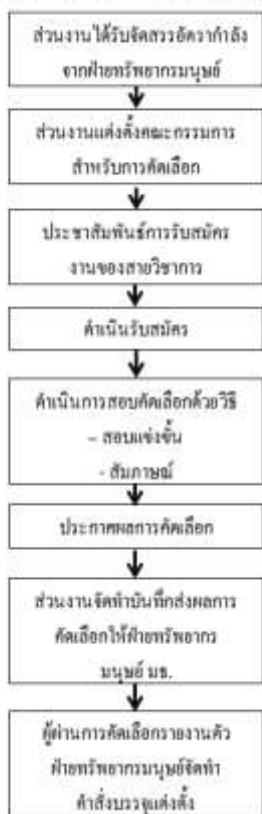 ส่วนงานได้รับจัดสรรอัตรากำลัง
จากฝ่ายทรัพยากรมนุษย์
ส่วนงานแต่งตั้งคณะกรรมการ
สำหรับการคัดเลือก
ประชาสัมพันธ์การรับสมัคร
งานของสายวิชาการ
ดำเนินรับสมัคร
ดำเนินการสอบคัดเลือกด้วยวิธี
– สอบแข่งขั้น
- สัมภาษณ์
ประกาศผลการคัดเลือก
ส่วนงานจัดทำบันทึกส่งผลการ
คัดเลือกให้ฝ่ายทรัพยากร
มนุษย์ มช.
ผู้ผ่านการคัดเลือกรายงานตัว
ฝ่ายทรัพยากรมนุษย์จัดทำ
คำสั่งบรรจุแต่งตั้ง